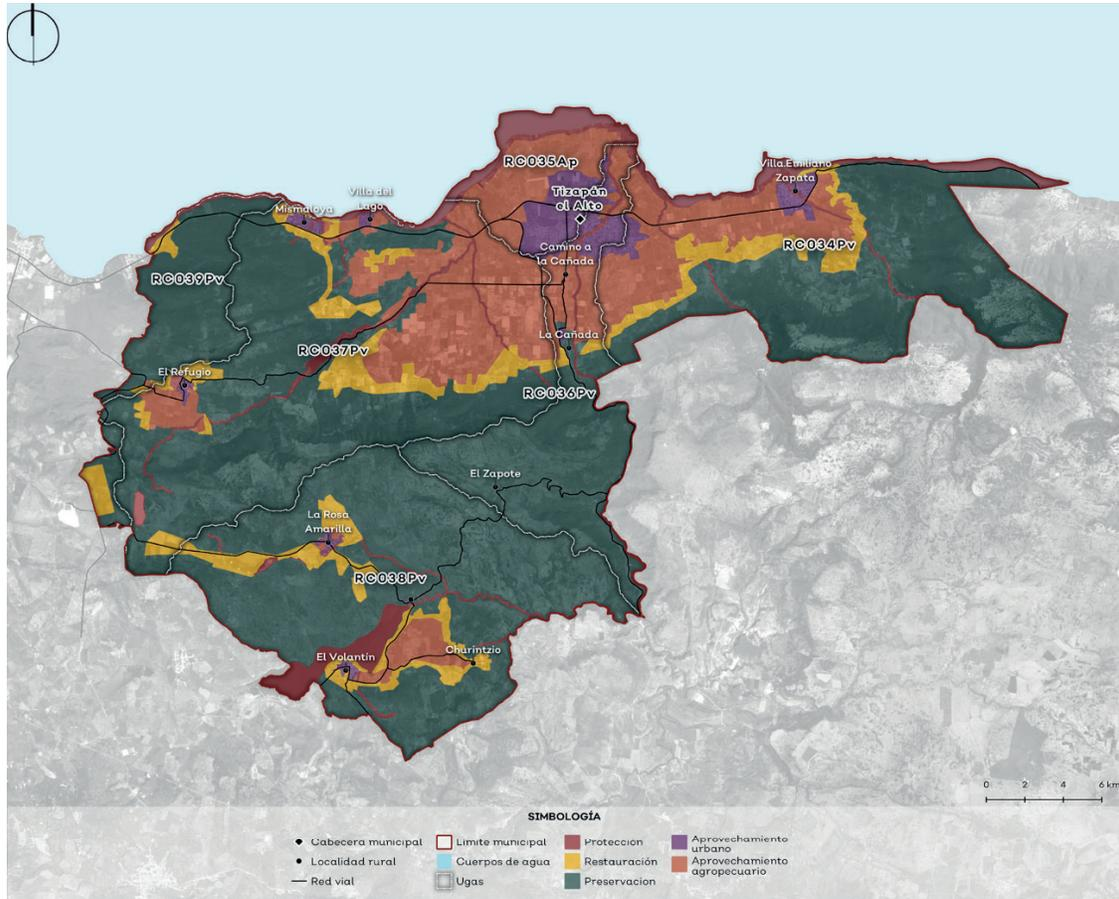 RC035Ap
Villa Emiliano
Zapata
Villa del
Lago
Tizapán
el Alto
Mismaloya
RC034Pv
Camino a
la Cañada
RC039Pv
La Cañada
RC037Pv
El Refugio
RC036Pv
El Zapote
La Rosa
Amarilla
RC038Pv
Churintzio
El Volantín
0 2 4 6 km
SIMBOLOGÍA
Cabecera municipal
Localidad rural
Red vial
Limite municipal
Cuerpos de agua
Ugas
Protección
Restauración
Preservacion
Aprovechamiento
urbano
Aprovechamiento
agropecuario